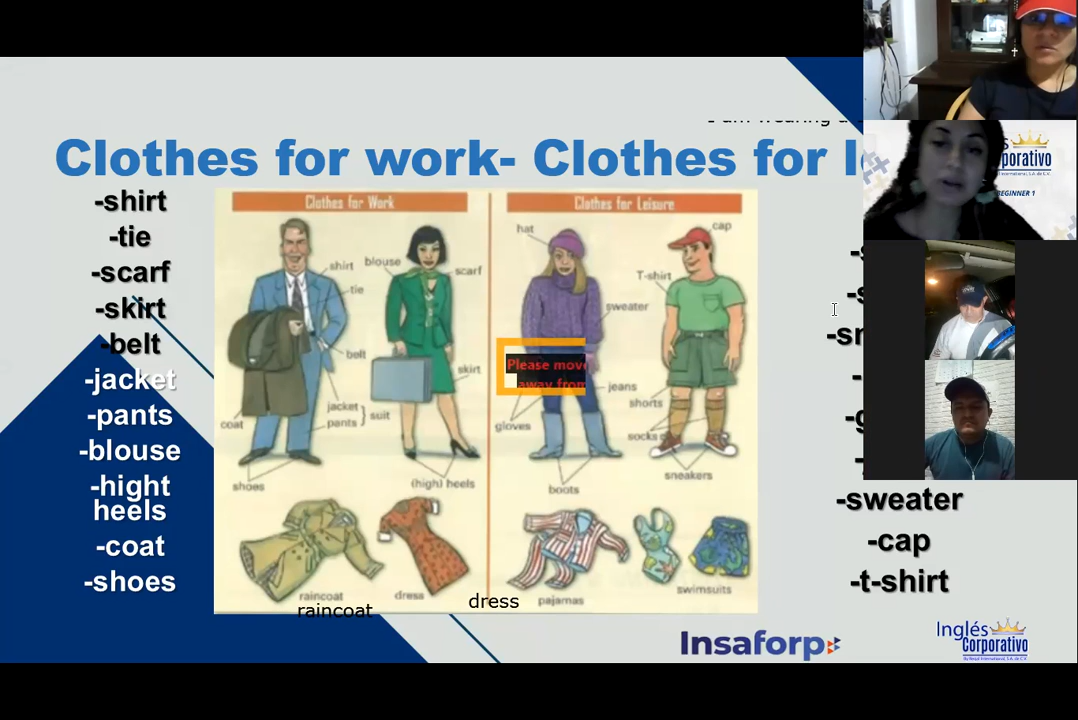 Clothes for work- Clothes for
-shirt
-tie
-scarf
-skirt
-belt
-jacket
-pants
-blouse
-hight
heels
-coat
-shoes
Clothes for Work
shirt
blouse
scarf
tie
belt
skirt
jacket
pants
suit
coat
shoes
(high) heels
raincoat
dress
raincoat
dress
Clothes for Leisure
hat
cap
T-shirt
sweater
Please move
away from
jeans
shorts
gloves
socks
sneakers
boots
pajamas
swimsuits
-sweater
-cap
-t-shirt
Insaforp
Inglés
Corporativo
BEGINNER 1